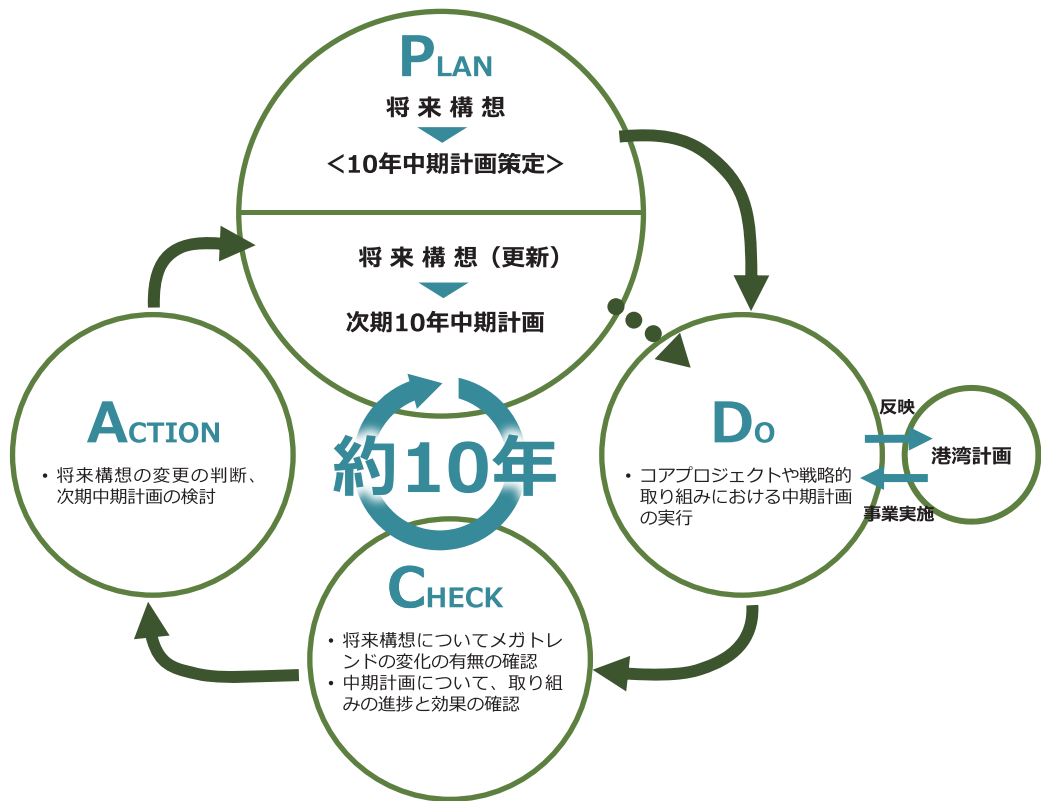 PLAN
将来構想
＜10年中期計画策定＞
将来構想（更新）
次期10年中期計画
DO
・コアプロジェクトや戦略的
取り組みにおける中期計画
の実行
反映
港湾計画
事業実施
CHECK
・将来構想についてメガトレ
ンドの変化の有無の確認
・中期計画について、取り組
みの進捗と効果の確認
ACTION
・将来構想の変更の判断、
次期中期計画の検討
約10年